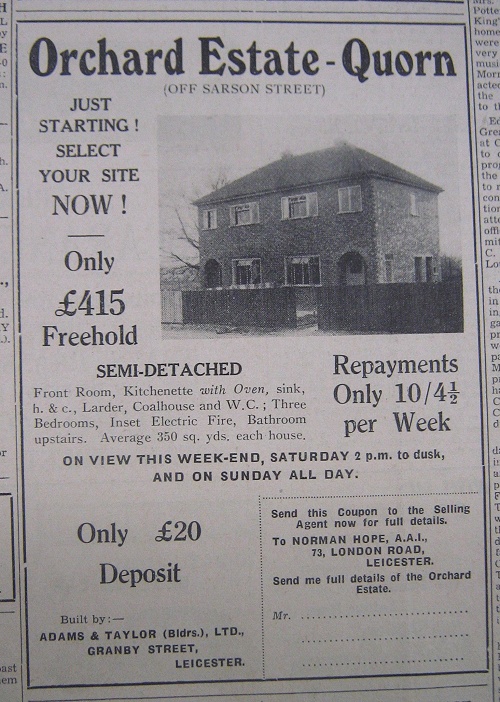 Orchard Estate - Quorn
(OFF SARSON STREET)
JUST
STARTING !
SELECT
YOUR SITE
NOW !
Only
£415
Freehold
SEMI-DETACHED
Front Room, Kitchenette with Oven, sink,
h. & c., Larder, Coalhouse and W.C. ; Three
Bedrooms, Inset Electric Fire, Bathroom
upstairs. Average 350 sq. yds. each house.
Repayments
Only 10/4½
per Week
ON VIEW THIS WEEK-END, SATURDAY 2 p.m. to dusk,
AND ON SUNDAY ALL DAY.
Only £20
Deposit
Built by:—
ADAMS & TAYLOR (Bldrs.), LTD.,
GRANBY STREET,
LEICESTER.
Send this Coupon to the Selling
Agent now for full details.
To NORMAN HOPE, A.A.I.,
73, LONDON ROAD,
LEICESTER.
Send me full details of the Orchard
Estate.
Mr. ........................................